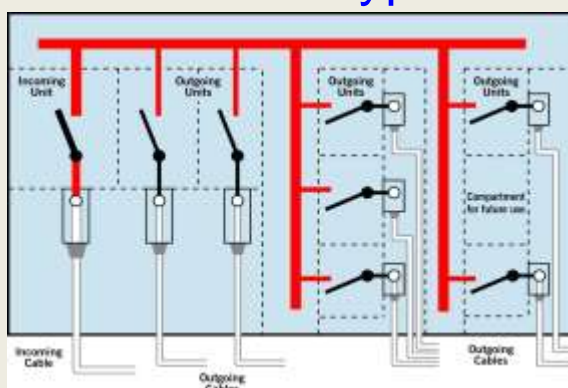 Incoming
Unit
Outgoing
Units
Outgoing
Units
Outgoing
Units
Compartment
for future use
Incoming
Cable
Outgoing
Cables
Outgoing
Cables